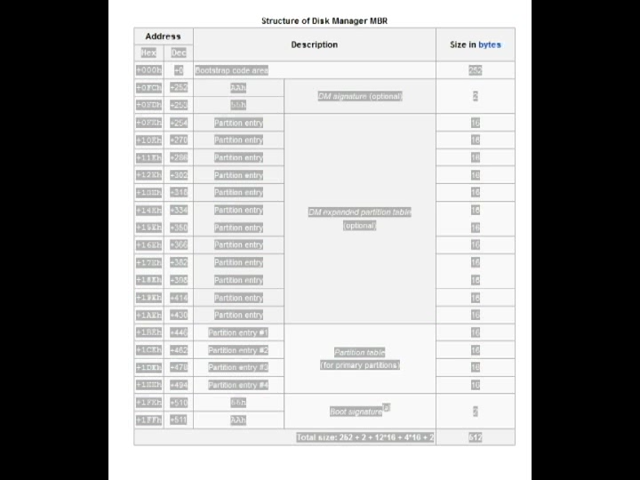 Structure of Disk Manager MBR
Address Description Size in bytes
Hex Dec
+000h +0 Bootstrap code area 252
+0FCh +252 AAh DM signature (optional) 2
+0FDh +253 55h
+0FEh +254 Partition entry 16
+10Eh +270 Partition entry 16
+11Eh +286 Partition entry 16
+12Eh +302 Partition entry 16
+13Eh +318 Partition entry 16
+14Eh +334 Partition entry DM expanded partition table 16
+15Eh +350 Partition entry (optional) 16
+16Eh +366 Partition entry 16
+17Eh +382 Partition entry 16
+18Eh +398 Partition entry 16
+19Eh +414 Partition entry 16
+1AEh +430 Partition entry 16
+1BEh +446 Partition entry #1 16
+1CEh +462 Partition entry #2 Partition table 16
+1DEh +478 Partition entry #3 (for primary partitions) 16
+1EEh +494 Partition entry #4 16
+1FEh +510 55h Boot signature 2
+1FFh +511 AAh
Total size: 252 + 2 + 12*16 + 4*16 + 2 512